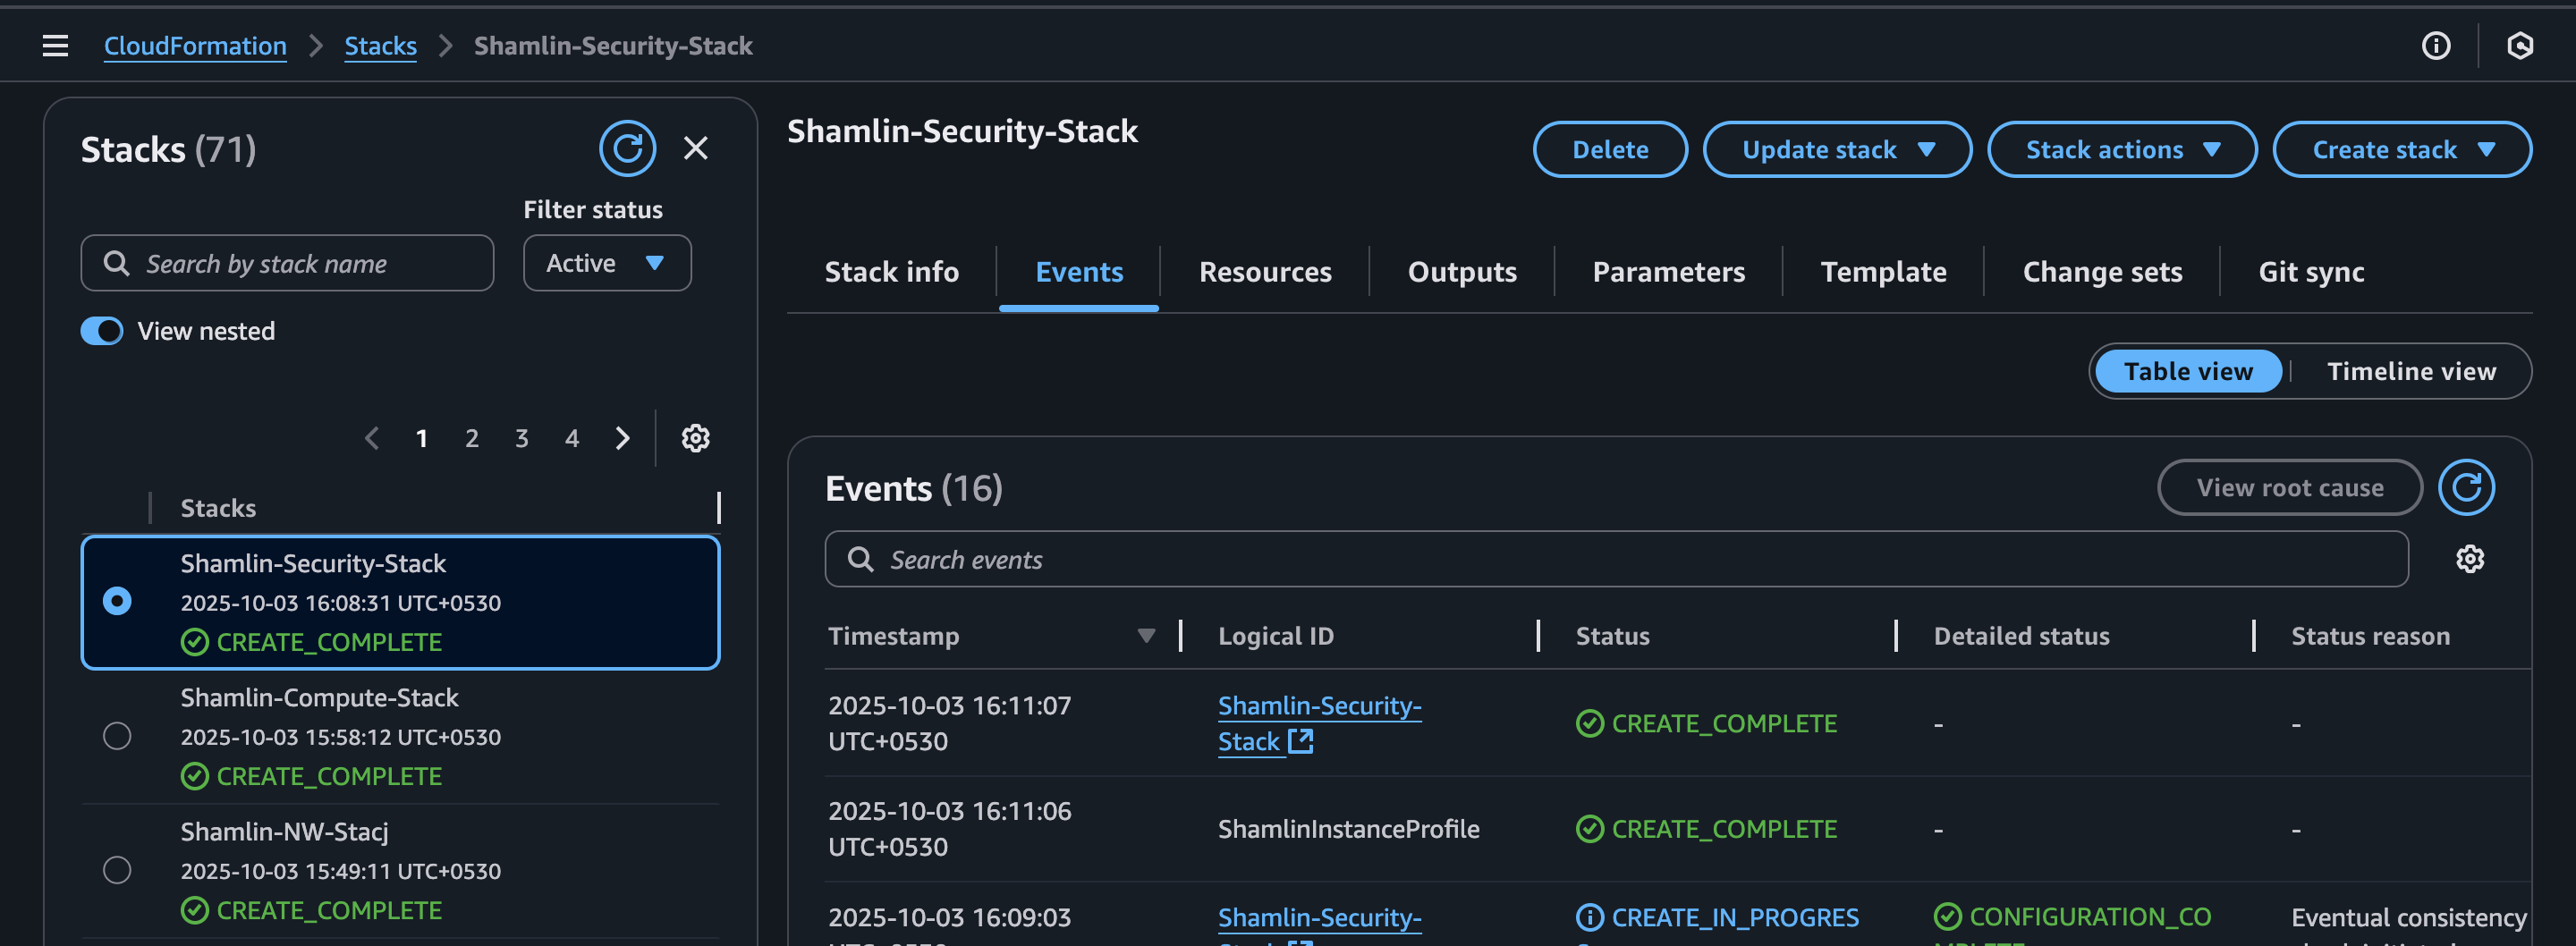 CloudFormation
Stacks
Shamlin-Security-Stack
Stacks (71)
Filter status
Search by stack name
Active
View nested
1 2 3 4
Stacks
Shamlin-Security-Stack
2025-10-03 16:08:31 UTC+0530
CREATE_COMPLETE
Shamlin-Compute-Stack
2025-10-03 15:58:12 UTC+0530
CREATE_COMPLETE
Shamlin-NW-Stacj
2025-10-03 15:49:11 UTC+0530
CREATE_COMPLETE
Shamlin-Security-Stack
Delete
Update stack
Stack actions
Create stack
Stack info
Events
Resources
Outputs
Parameters
Template
Change sets
Git sync
Table view
Timeline view
Events (16)
View root cause
Search events
Timestamp
Logical ID
Status
Detailed status
Status reason
2025-10-03 16:11:07
UTC+0530
Shamlin-Security-
Stack
CREATE_COMPLETE
-
-
2025-10-03 16:11:06
UTC+0530
ShamlinInstanceProfile
CREATE_COMPLETE
-
-
2025-10-03 16:09:03
Shamlin-Security-
CREATE_IN_PROGRES
CONFIGURATION_CO
Eventual consistency